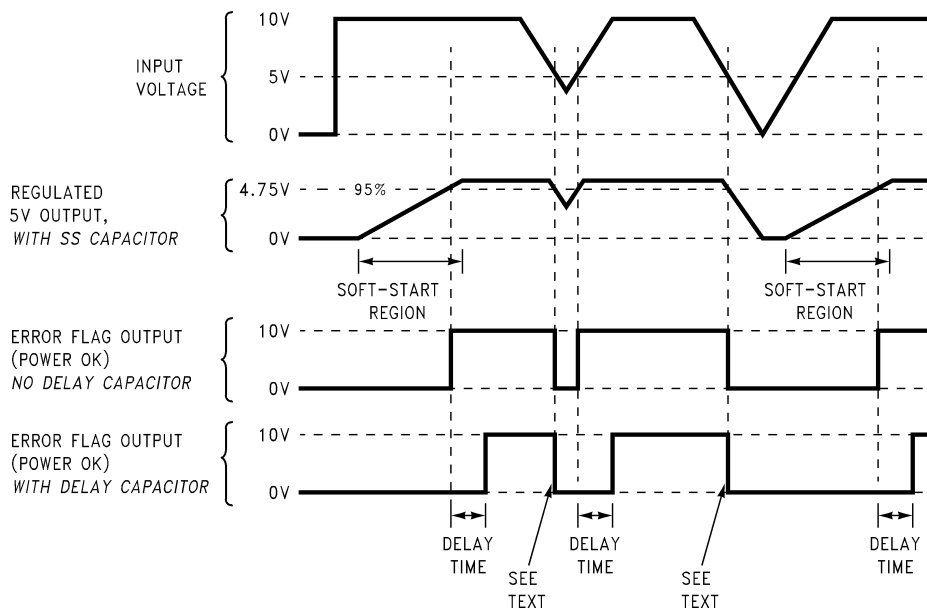 10V
INPUT
VOLTAGE
5V
0V
REGULATED
5V OUTPUT,
WITH SS CAPACITOR
4.75V
95%
0V
SOFT-START
REGION
SOFT-START
REGION
ERROR FLAG OUTPUT
(POWER OK)
NO DELAY CAPACITOR
10V
0V
ERROR FLAG OUTPUT
(POWER OK)
WITH DELAY CAPACITOR
10V
0V
DELAY
TIME
SEE
TEXT
DELAY
TIME
SEE
TEXT
DELAY
TIME